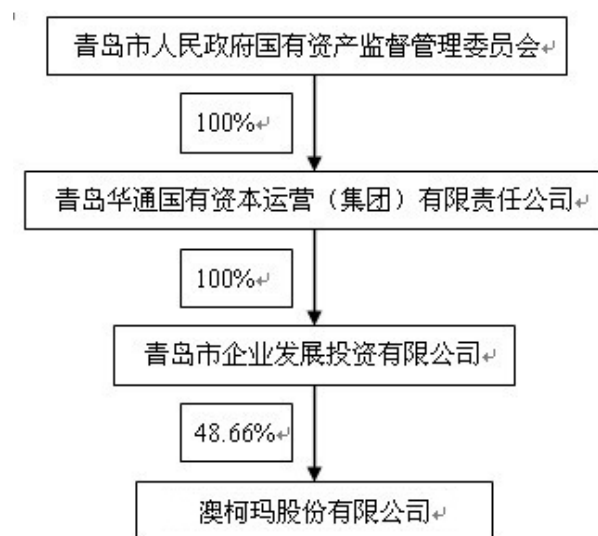 青岛市人民政府国有资产监督管理委员会
100%
青岛华通国有资本运营（集团）有限责任公司
100%
青岛市企业发展投资有限公司
48.66%
澳柯玛股份有限公司